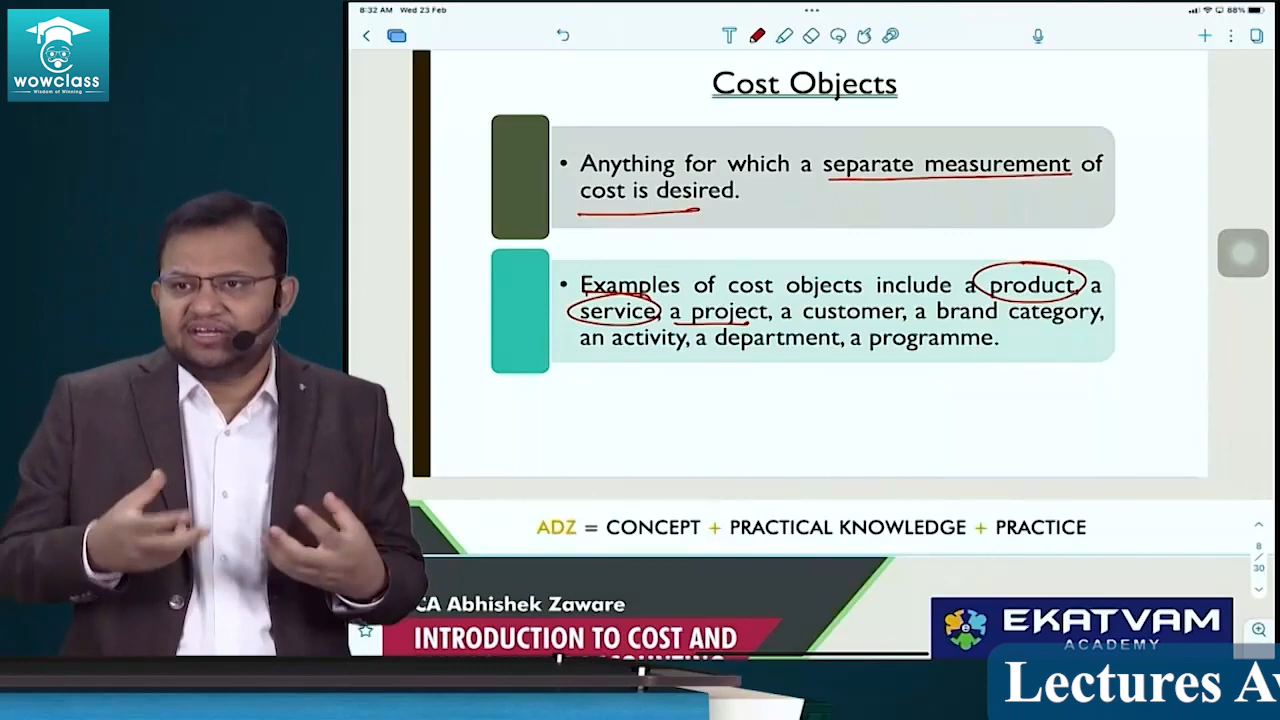 8:32 AM Wed 23 Feb
88%
wowclass
Wisdom of Winning
Cost Objects
• Anything for which a separate measurement of
cost is desired.
• Examples of cost objects include a product, a
service, a project, a customer, a brand category,
an activity, a department, a programme.
ADZ = CONCEPT + PRACTICAL KNOWLEDGE + PRACTICE
8
/
30
CA Abhishek Zaware
INTRODUCTION TO COST AND
EKATVAM
ACADEMY
Lectures